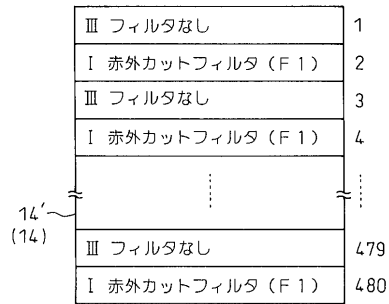 Ⅲ フィルタなし 1
Ⅰ 赤外カットフィルタ(F1) 2
Ⅲ フィルタなし 3
Ⅰ 赤外カットフィルタ(F1) 4
14'
(14)
Ⅲ フィルタなし 479
Ⅰ 赤外カットフィルタ(F1) 480